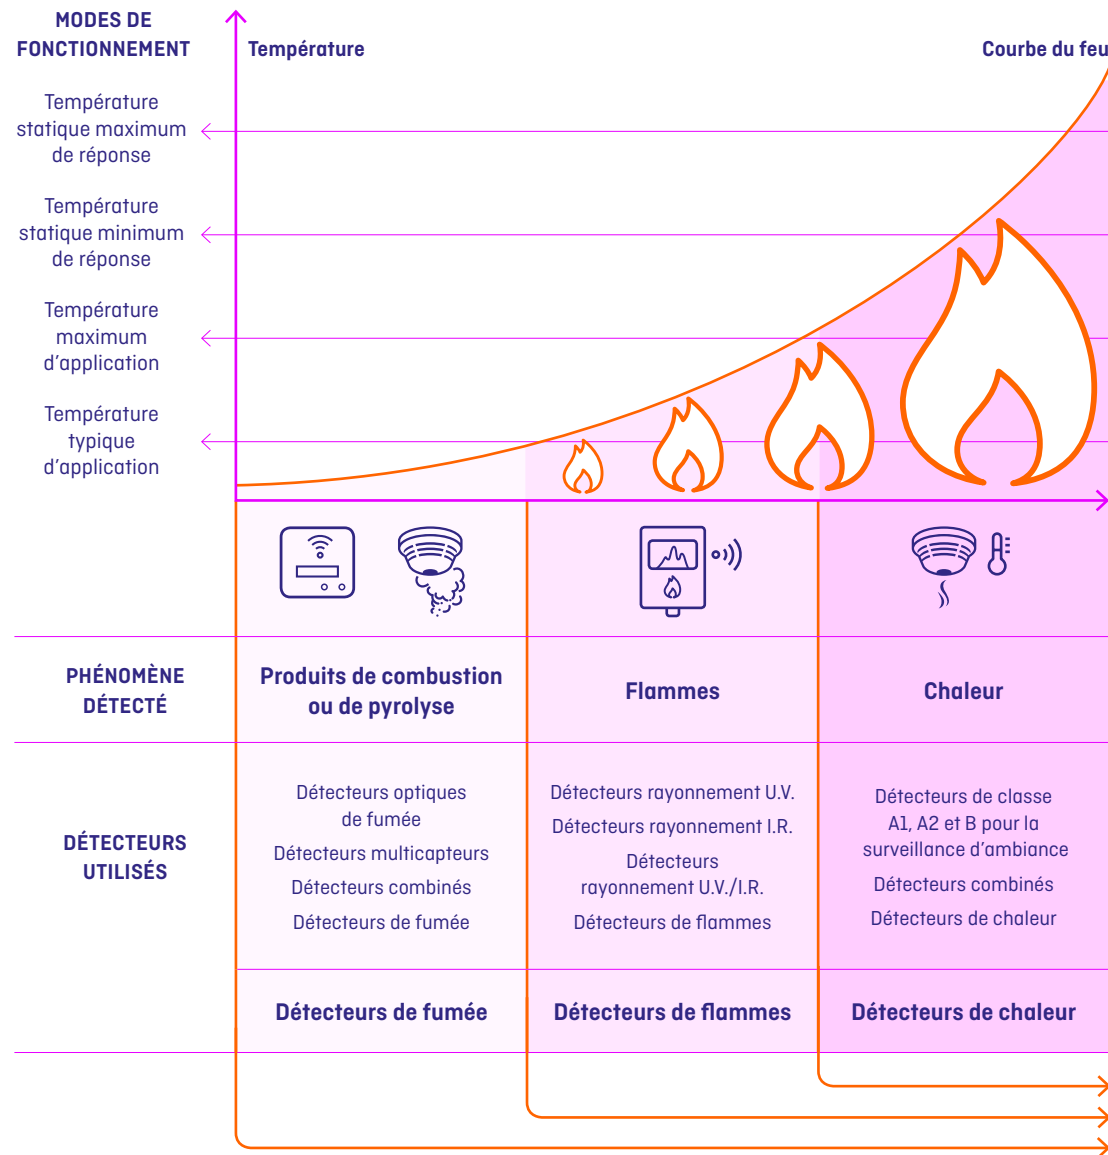 MODES DE
FONCTIONNEMENT
Température
Courbe du feu
Température
statique maximum
de réponse
Température
statique minimum
de réponse
Température
maximum
d'application
Température
typique
d'application
PHÉNOMÈNE
DÉTECTÉ
Produits de combustion
ou de pyrolyse
Flammes
Chaleur
DÉTECTEURS
UTILISÉS
Détecteurs optiques
de fumée
Détecteurs multicapteurs
Détecteurs combinés
Détecteurs de fumée
Détecteurs rayonnement U.V.
Détecteurs rayonnement I.R.
Détecteurs
rayonnement U.V./I.R.
Détecteurs de flammes
Détecteurs de classe
A1, A2 et B pour la
surveillance d'ambiance
Détecteurs combinés
Détecteurs de chaleur
Détecteurs de fumée
Détecteurs de flammes
Détecteurs de chaleur